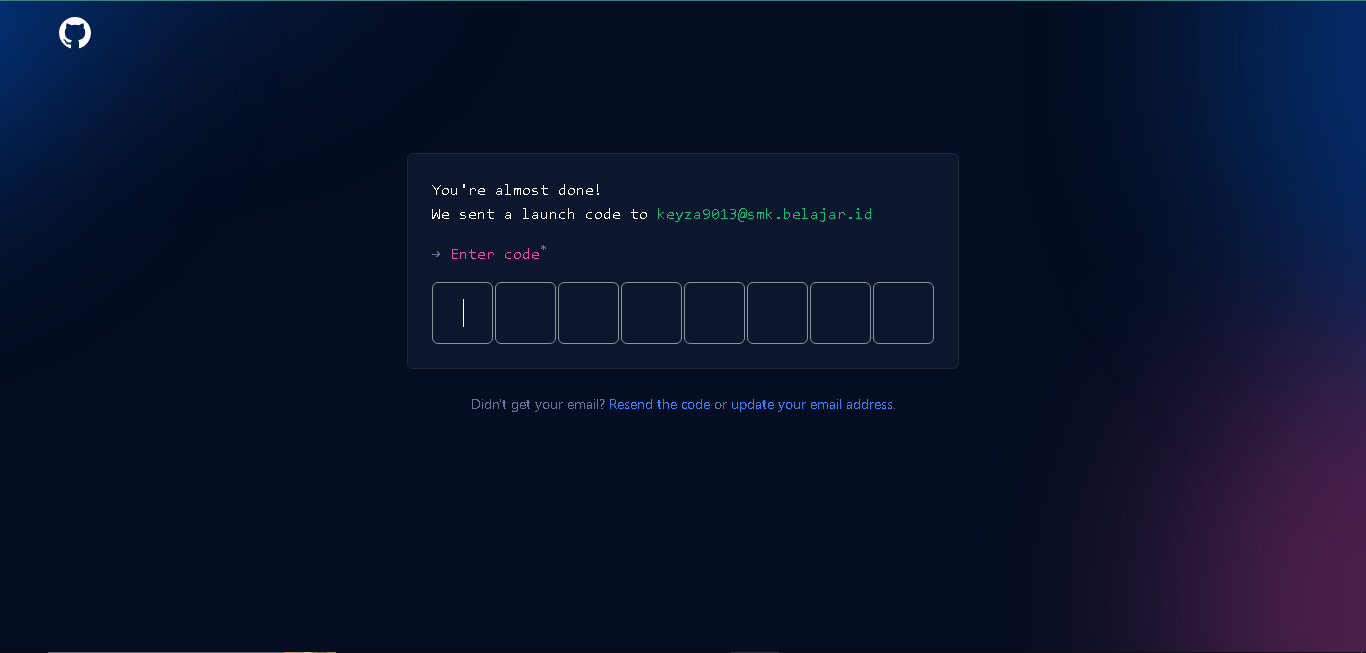 You're almost done!
We sent a launch code to keyza9013@smk.belajar.id
→ Enter code*
Didn't get your email? Resend the code or update your email address.